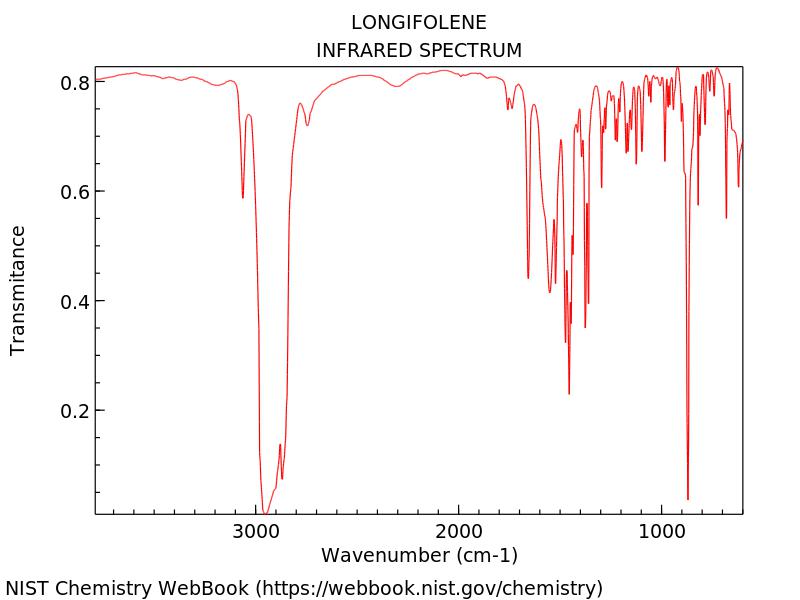 LONGIFOLENE
INFRARED SPECTRUM
0.8
0.6
0.4
0.2
Transmitance
3000 2000 1000
Wavenumber (cm-1)
NIST Chemistry WebBook (https://webbook.nist.gov/chemistry)